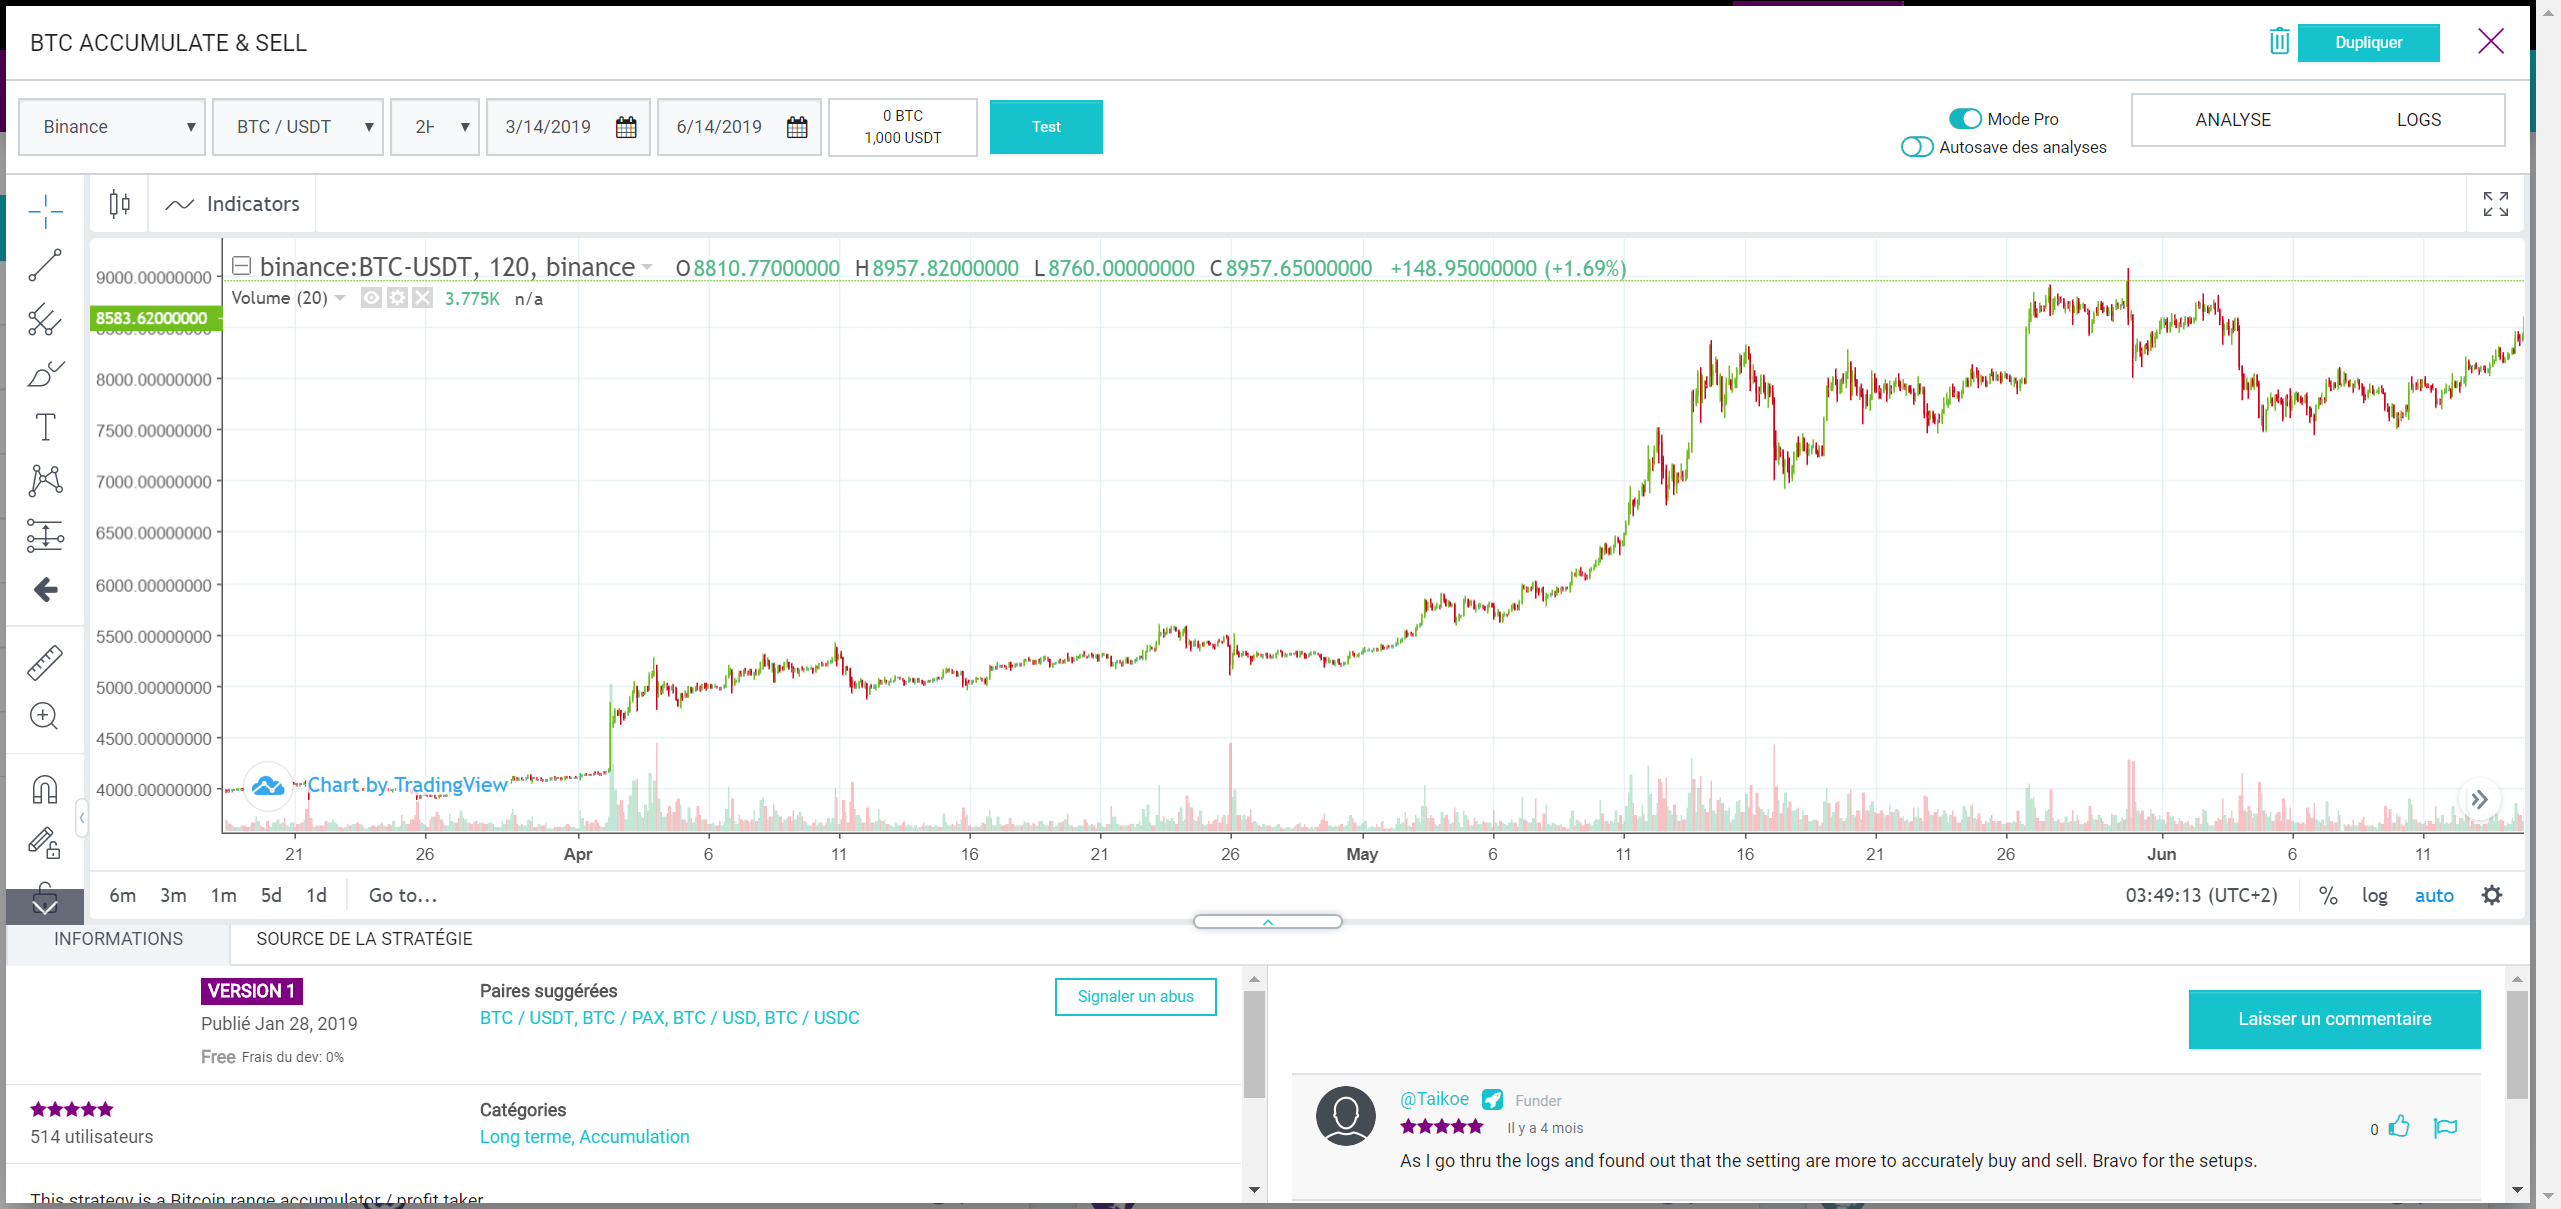 BTC ACCUMULATE & SELL
Dupliquer
Binance
BTC / USDT
3/14/2019
6/14/2019
0 BTC
1,000 USDT
Test
Mode Pro
Autosave des analyses
ANALYSE
LOGS
Indicators
binance:BTC-USDT, 120, binance O8810.77000000 H8957.82000000 L8760.00000000 C8957.65000000 +148.95000000 (+1.69%)
Volume (20) 3.775K n/a
9000.00000000
8583.62000000
8000.00000000
7500.00000000
7000.00000000
6500.00000000
6000.00000000
5500.00000000
5000.00000000
4500.00000000
4000.00000000
Chart by TradingView
21 26 Apr 6 11 16 21 26 May 6 11 16 21 26 Jun 6 11
6m 3m 1m 5d 1d Go to...
03:49:13 (UTC+2) % log auto
INFORMATIONS
SOURCE DE LA STRATÉGIE
VERSION 1
Publié Jan 28, 2019
Free Frais du dev: 0%
Paires suggérées
BTC / USDT, BTC / PAX, BTC / USD, BTC / USDC
Signaler un abus
514 utilisateurs
Catégories
Long terme, Accumulation
This strategy is a Bitcoin range accumulator / profit taker
Laisser un commentaire
@Taikoe Funder
Il y a 4 mois
0
As I go thru the logs and found out that the setting are more to accurately buy and sell. Bravo for the setups.